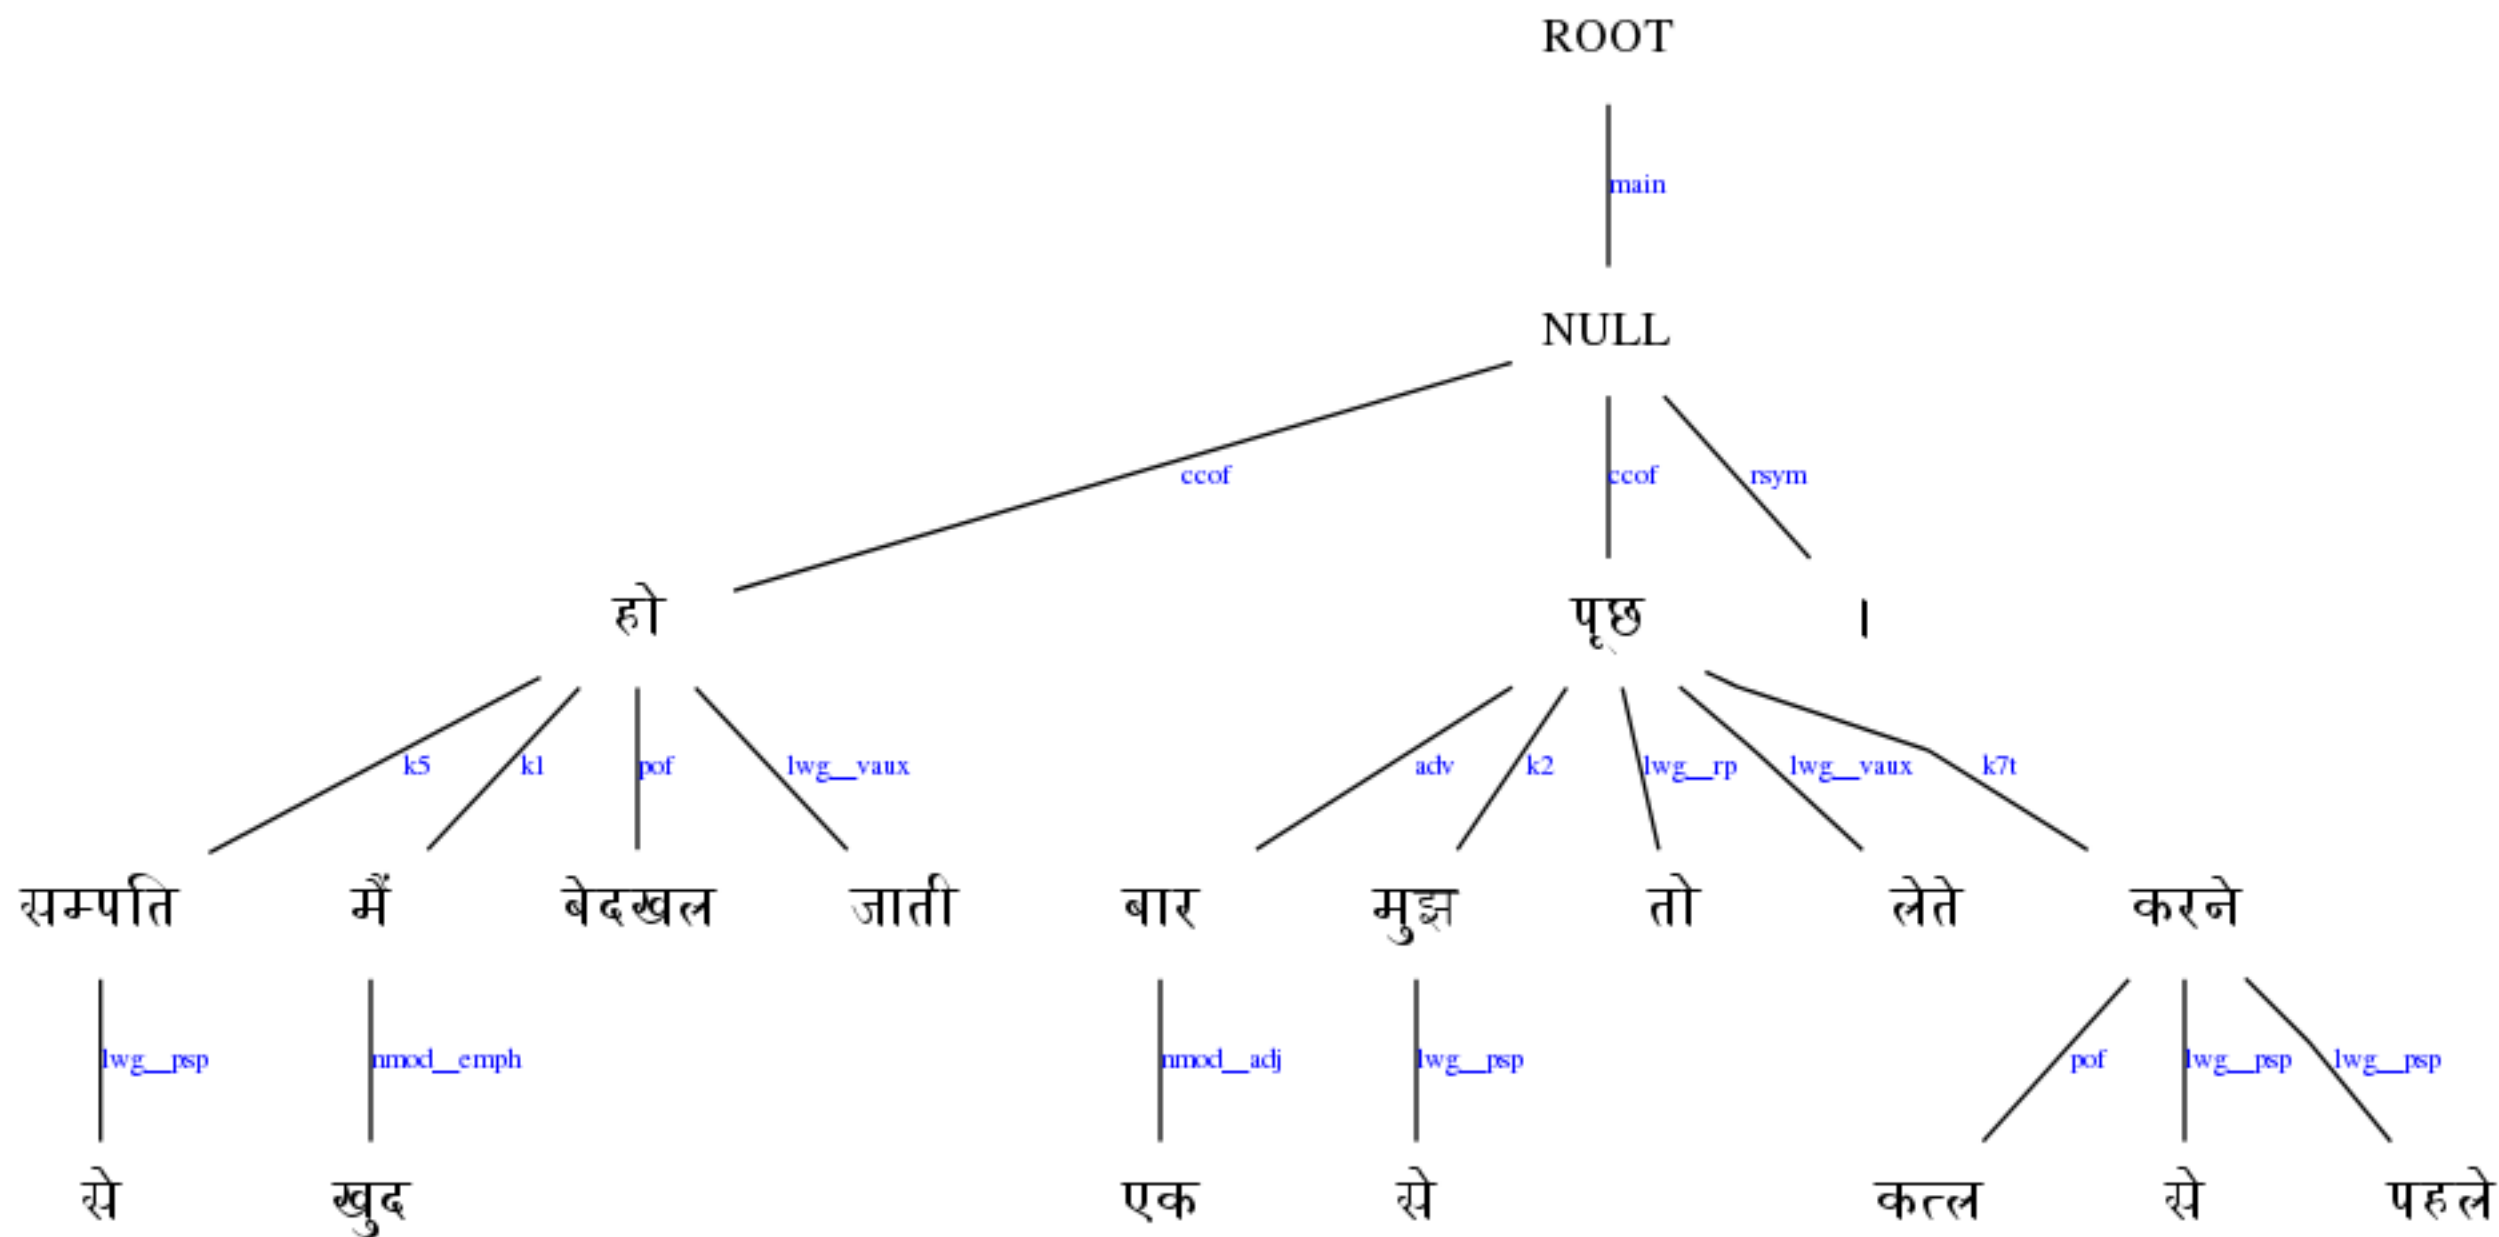 ROOT
main
NULL
ccof ccof rsym
हो पूछ ।
k5 k1 pof lwg__vaux adv k2 lwg__rp lwg__vaux k7t
सम्पति मैं बेदखल जाती बार मुझ तो लेते करने
lwg__psp nmod__emph nmod__adj lwg__psp pof lwg__psp lwg__psp
से खुद एक से कत्ल से पहले